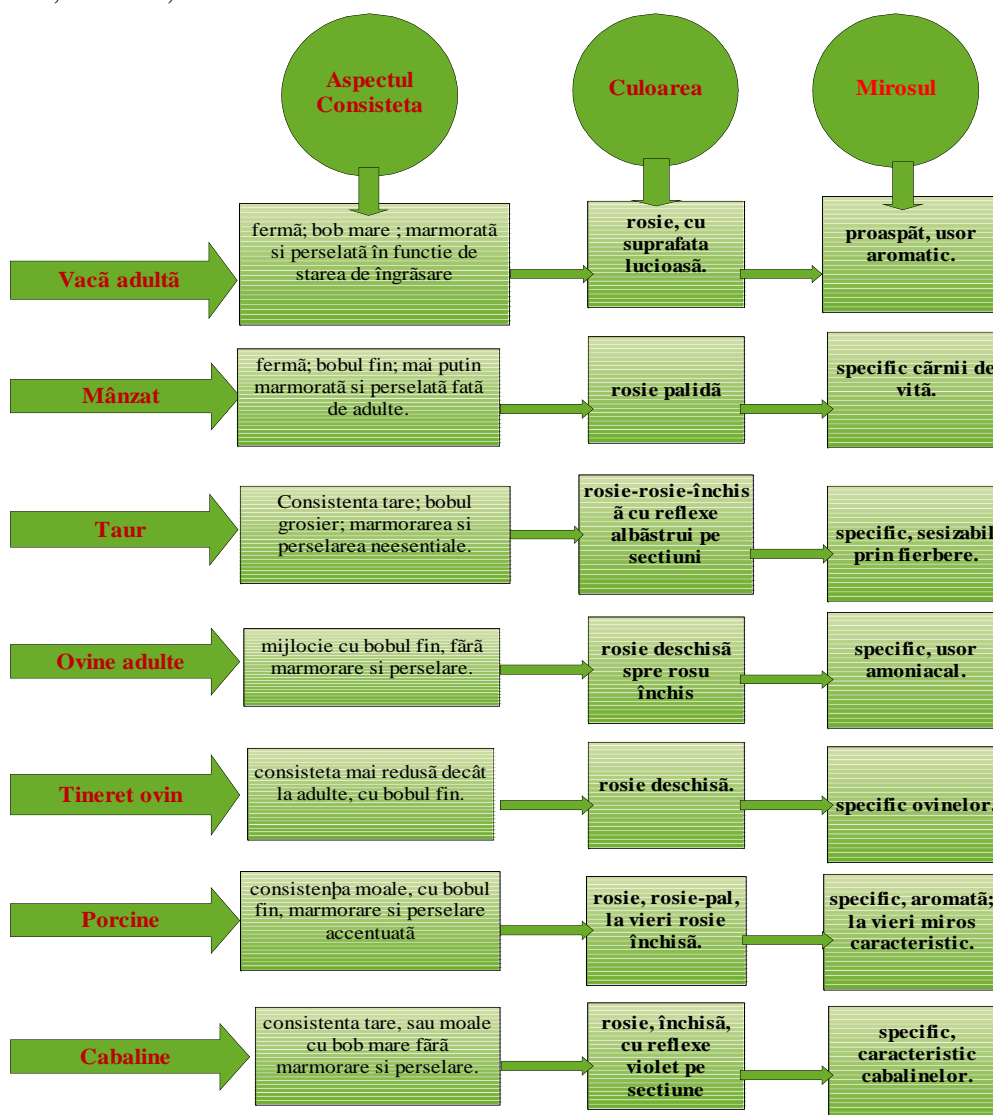 Aspectul
Consisteta
Culoarea
Mirosul
Vacã adultã
fermã; bob mare ; marmoratã
si perselatã în functie de
starea de îngrãsare
rosie, cu
suprafata
lucioasã.
proaspãt, usor
aromatic.
Mânzat
fermã; bobul fin; mai putin
marmoratã si perselatã fatã
de adulte.
rosie palidã
specific cãrnii de
vitã.
Taur
Consistenta tare; bobul
grosier; marmorarea si
perselarea neesentiale.
rosie-rosie-închis
ã cu reflexe
albãstrui pe
sectiuni
specific, sesizabil
prin fierbere.
Ovine adulte
mijlocie cu bobul fin, fãrã
marmorare si perselare.
rosie deschisã
spre rosu
închis
specific, usor
amoniacal.
Tineret ovin
consisteta mai redusã decât
la adulte, cu bobul fin.
rosie deschisã.
specific ovinelor.
Porcine
consistenþa moale, cu bobul
fin, marmorare si perselare
accentuatã
rosie, rosie-pal,
la vieri rosie
închisã.
specific, aromatã;
la vieri miros
caracteristic.
Cabaline
consistenta tare, sau moale
cu bob mare fãrã
marmorare si perselare.
rosie, închisã,
cu reflexe
violet pe
sectiune
specific,
caracteristic
cabalinelor.